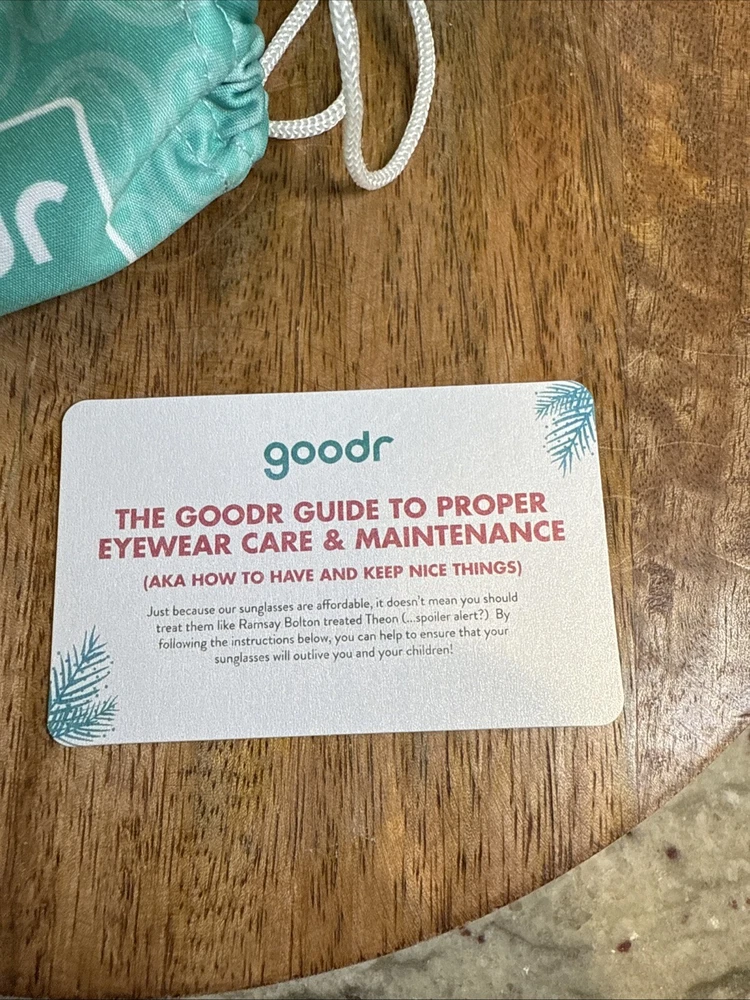 goodr
THE GOODR GUIDE TO PROPER
EYEWEAR CARE & MAINTENANCE
(AKA HOW TO HAVE AND KEEP NICE THINGS)
Just because our sunglasses are affordable, it doesn't mean you should
treat them like Ramsay Bolton treated Theon (...spoiler alert?) By
following the instructions below, you can help to ensure that your
sunglasses will outlive you and your children!